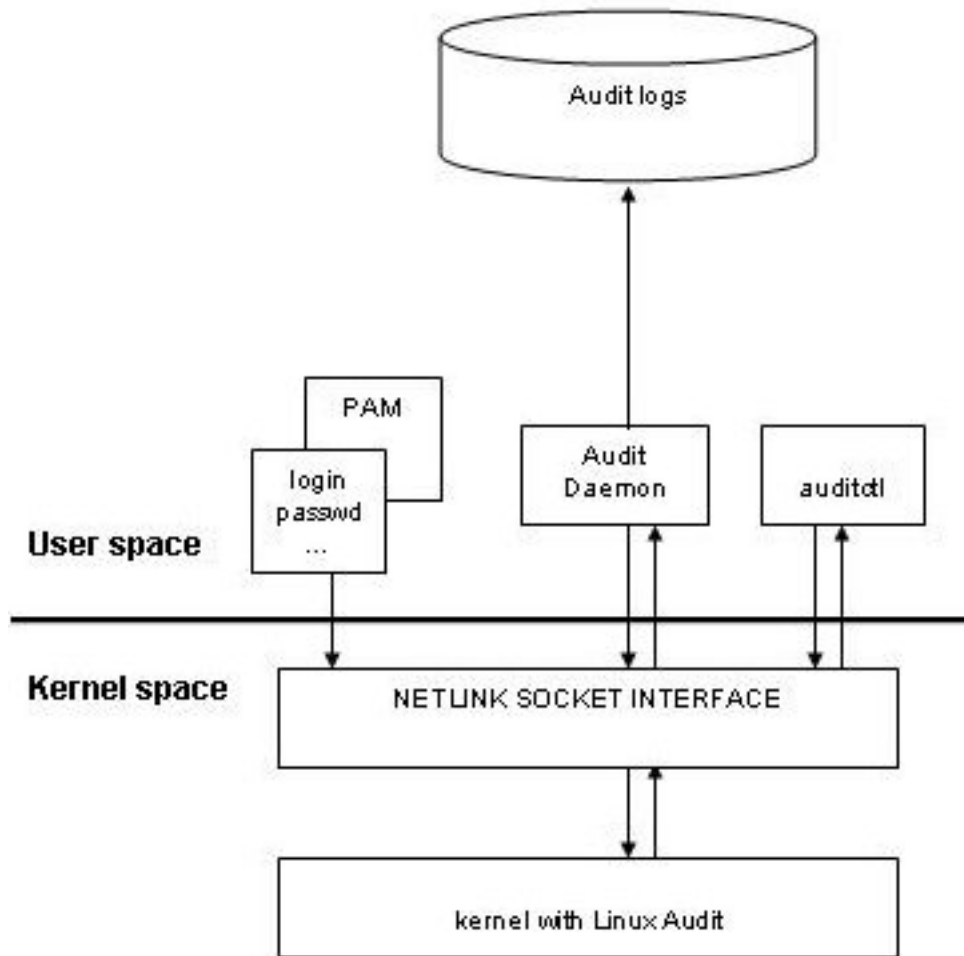 Audit logs
PAM
login
passwd
...
Audit
Daemon
auditctl
User space
Kernel space
NETLINK SOCKET INTERFACE
kernel with Linux Audit